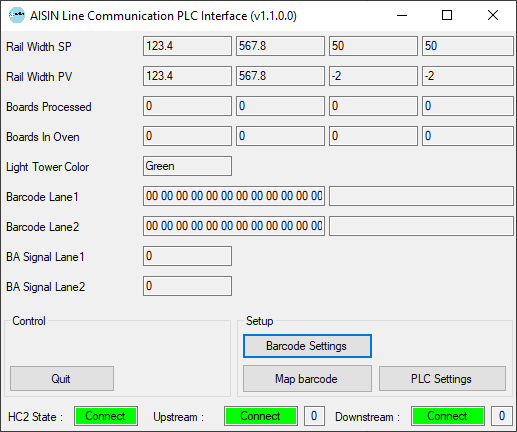 AISIN Line Communication PLC Interface (v1.1.0.0)
Rail Width SP 123.4 567.8 50 50
Rail Width PV 123.4 567.8 -2 -2
Boards Processed 0 0 0 0
Boards In Oven 0 0 0 0
Light Tower Color Green
Barcode Lane1 00 00 00 00 00 00 00 00 00 00 00 00
Barcode Lane2 00 00 00 00 00 00 00 00 00 00 00 00
BA Signal Lane1 0
BA Signal Lane2 0
Control Setup
Barcode Settings
Quit Map barcode PLC Settings
HC2 State : Connect Upstream : Connect 0 Downstream : Connect 0